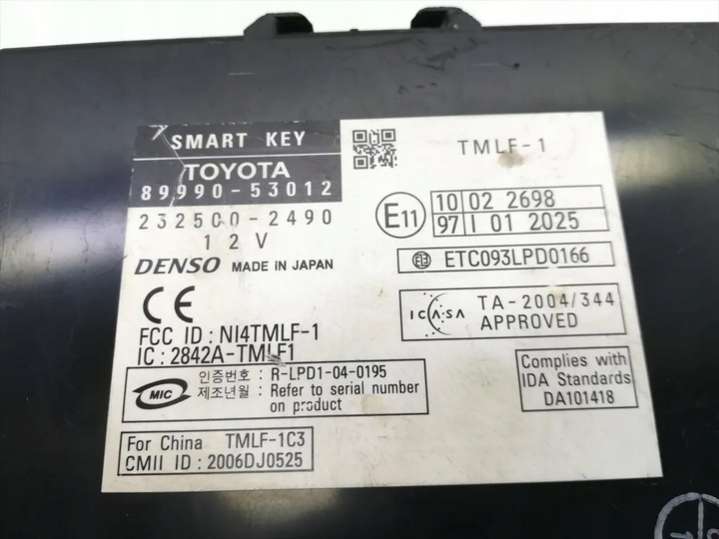 SMART KEY
TOYOTA
89990-53012
232500-2490
12V
DENSO MADE IN JAPAN
CE
FCC ID : NI4TMLF-1
IC : 2842A-TMLF1
MIC
인증번호 : R-LPD1-04-0195
제조년월 : Refer to serial number
on product
For China TMLF-1C3
CMII ID : 2006DJ0525
TMLF-1
E11
10 02 2698
97 I 01 2025
ETC093LPD0166
ICASA
TA-2004/344
APPROVED
Complies with
IDA Standards
DA101418